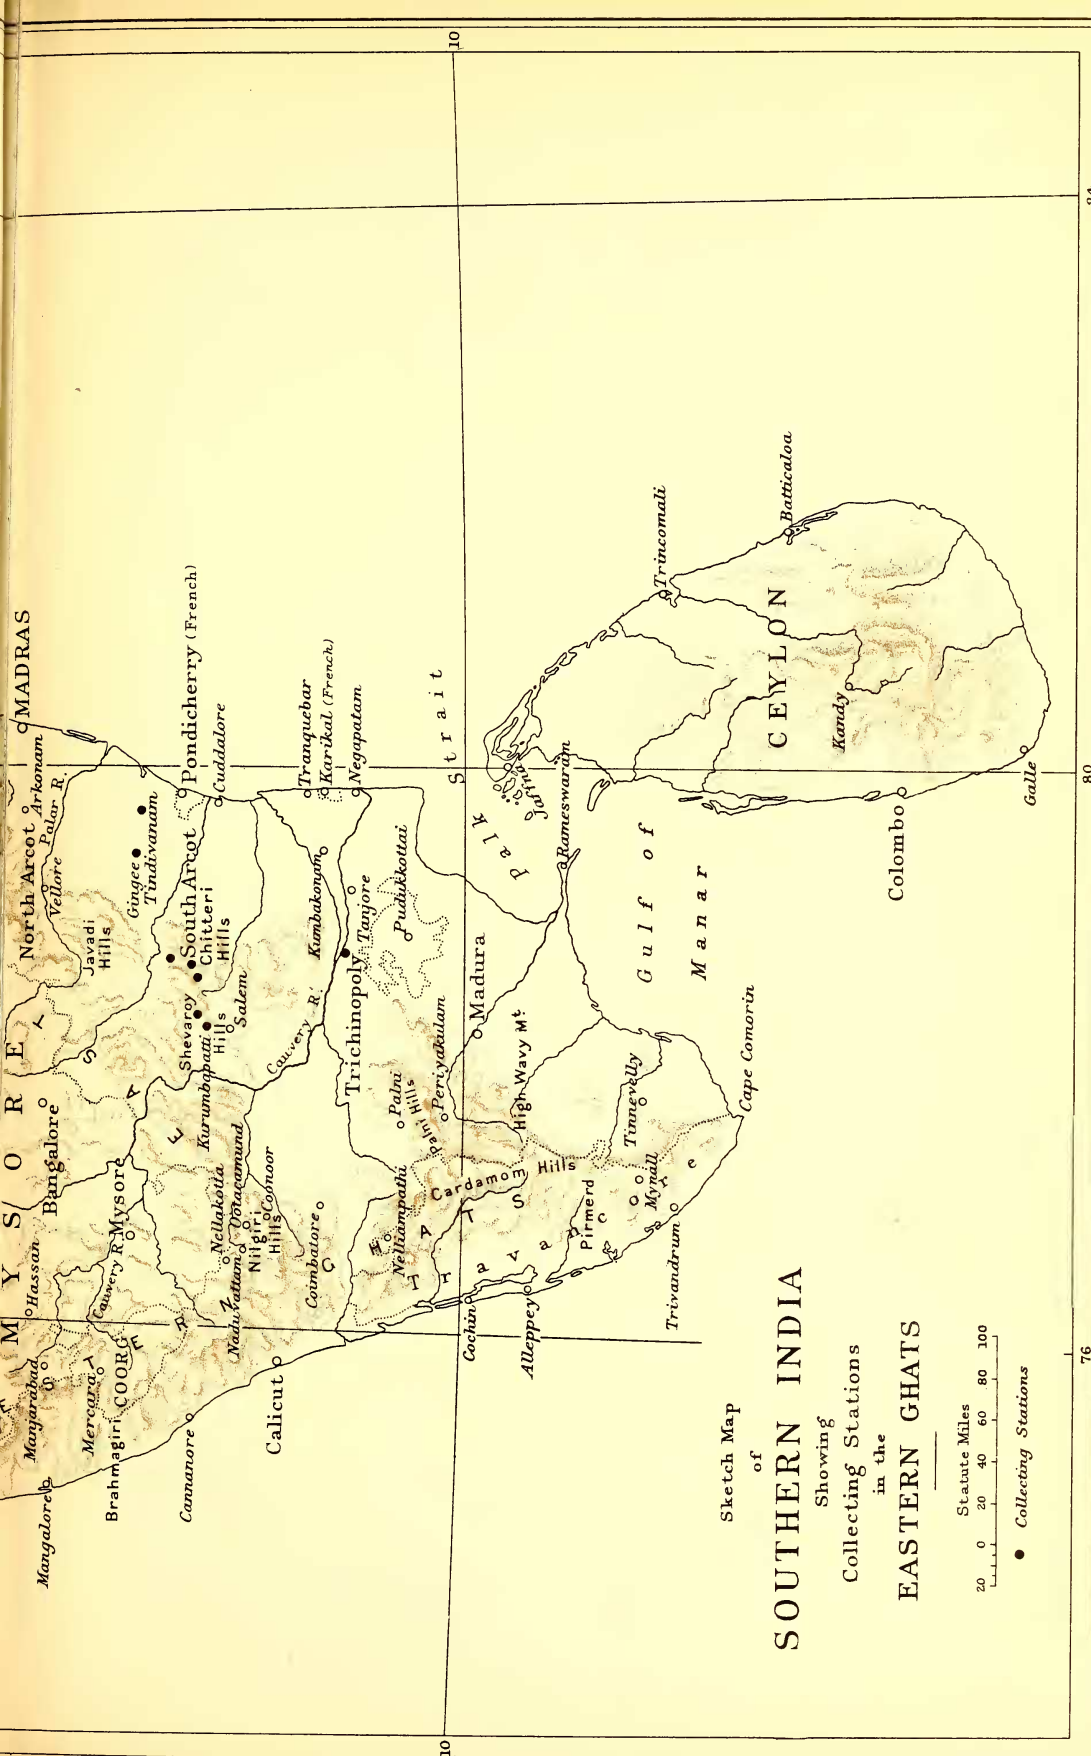 Sketch Map
of
SOUTHERN INDIA
Showing
Collecting Stations
in the
EASTERN GHATS
Statute Miles
20 0 20 40 60 80 100
● Collecting Stations
MYSORE
Mangalore
Manjarabad
Hassan
Bangalore
North Arcot
Arkonam
MADRAS
Vellore
Palar R.
Javadi
Hills
Gingee
Tindivanam
Mercara
COORG
Brahmagiri
Cauvery R.
Mysore
Cannanore
Calicut
Nellakotta
Naduvattam
Ootacamund
Nilgiri
Hills
Coonoor
Coimbatore
Shevaroy
Hills
Kurumbapatti
Salem
South Arcot
Chitteri
Hills
Pondicherry (French)
Cuddalore
Cauvery R.
Kumbakonam
Tranquebar
Karikal (French)
Negapatam
Trichinopoly
Tanjore
Pudukkottai
Nelliampathi
Palni
Palni Hills
Periyakulam
Madura
High Wavy Mt.
Cardamom Hills
Cochin
Alleppey
Pirmerd
Mynall
Tinnevelly
Trivandrum
Cape Comorin
Palk Strait
Rameswaram
Gulf of
Manar
Jaffna
Trincomali
Batticaloa
CEYLON
Kandy
Colombo
Galle
10
10
76
80